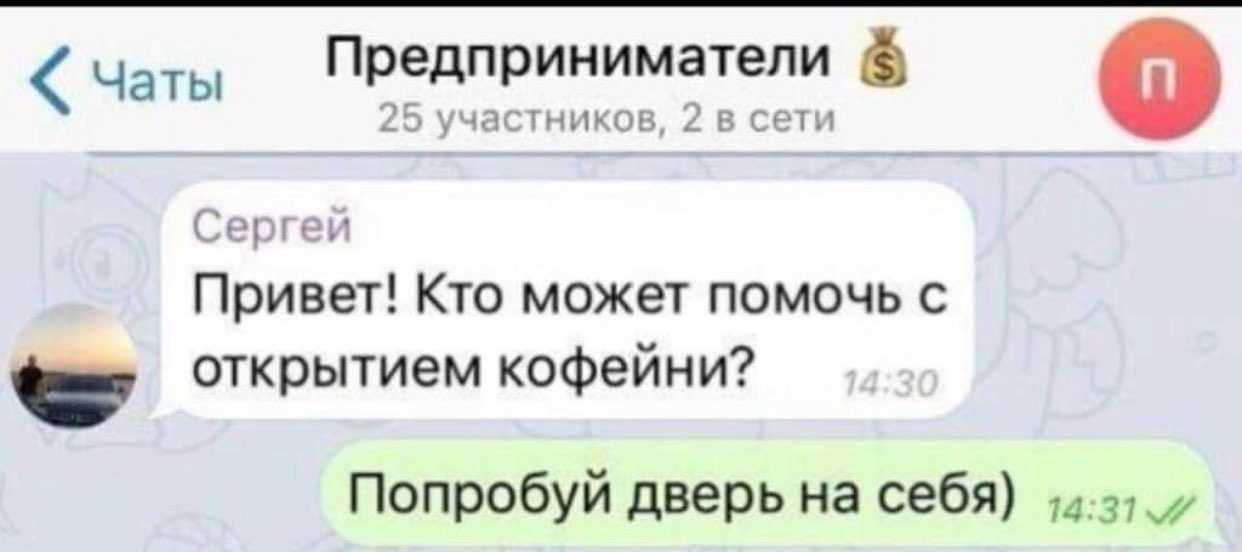 Чаты
Предприниматели
25 участников, 2 в сети
П
Сергей
Привет! Кто может помочь с
открытием кофейни?
14:30
Попробуй дверь на себя)
14:31